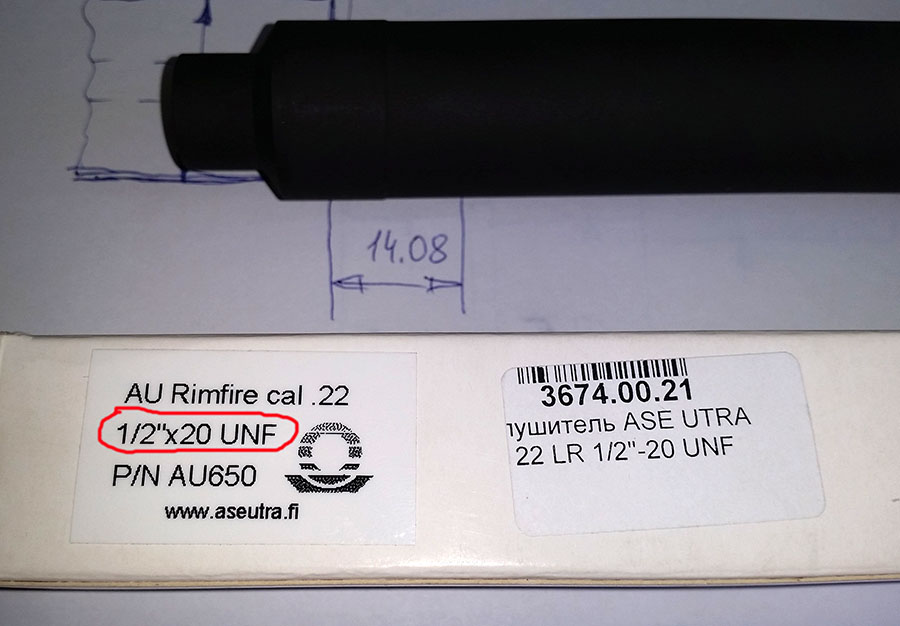 14.08
AU Rimfire cal .22
1/2"x20 UNF
P/N AU650
www.aseutra.fi
3674.00.21
лушитель ASE UTRA
22 LR 1/2"-20 UNF